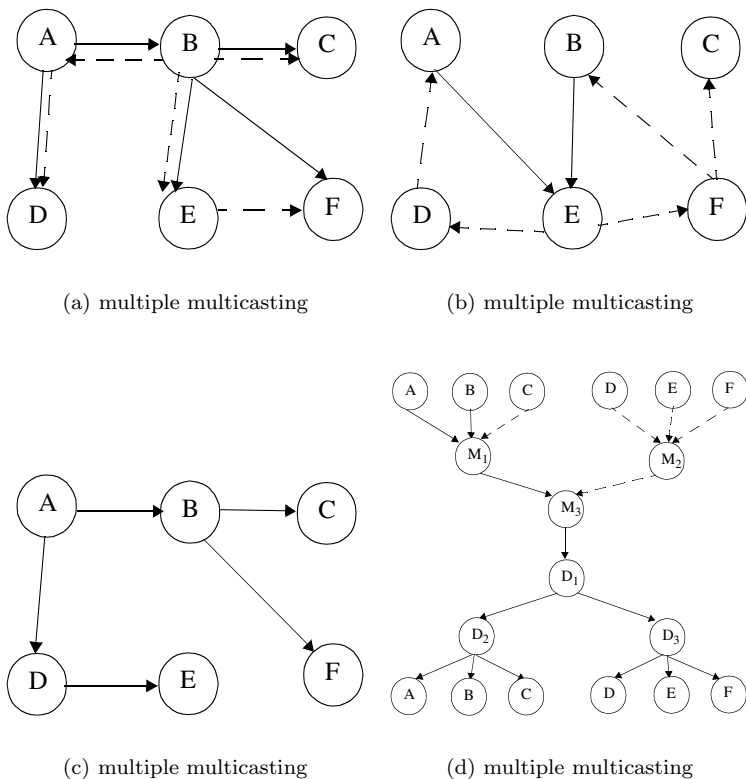 A B C
D E F
(a) multiple multicasting
A B C
D E F
(b) multiple multicasting
A B C
D E F
(c) multiple multicasting
A B C D E F
M₁ M₂
M₃
D₁
D₂ D₃
A B C D E F
(d) multiple multicasting